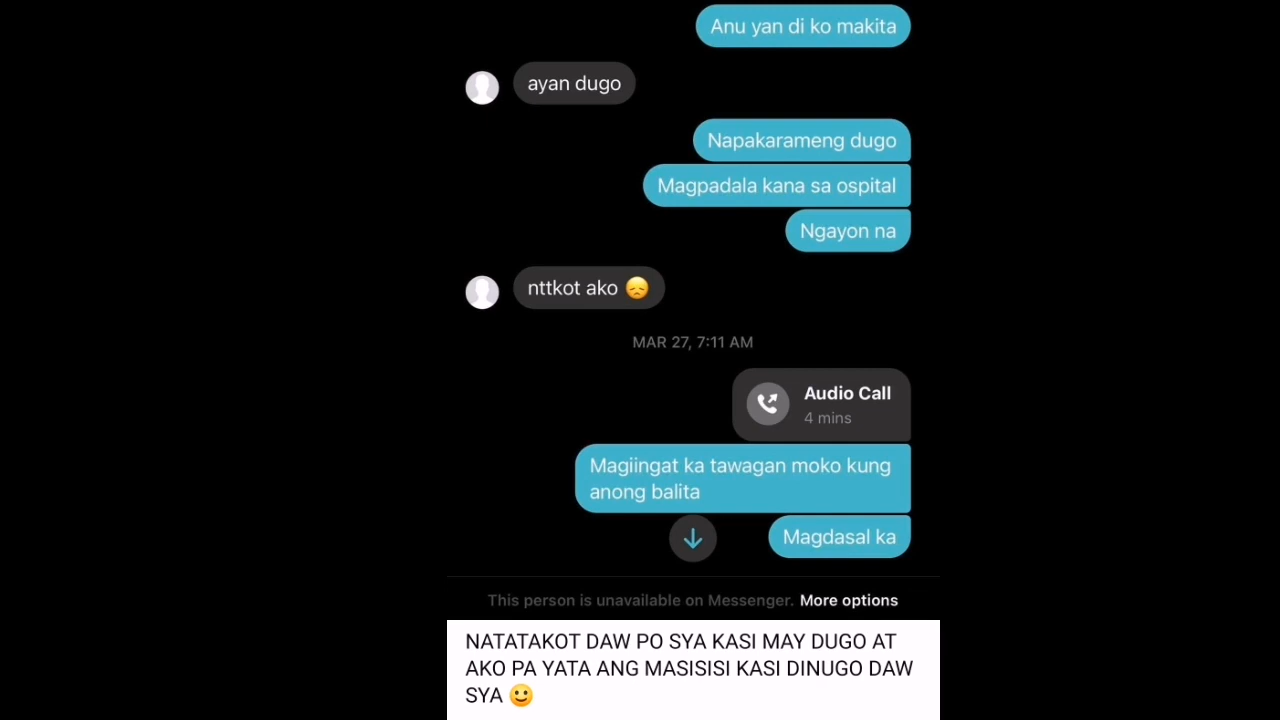 Anu yan di ko makita
ayan dugo
Napakarameng dugo
Magpadala kana sa ospital
Ngayon na
nttkot ako 😞
MAR 27, 7:11 AM
Audio Call
4 mins
Magiingat ka tawagan moko kung
anong balita
Magdasal ka
This person is unavailable on Messenger. More options
NATATAKOT DAW PO SYA KASI MAY DUGO AT
AKO PA YATA ANG MASISISI KASI DINUGO DAW
SYA 🙂